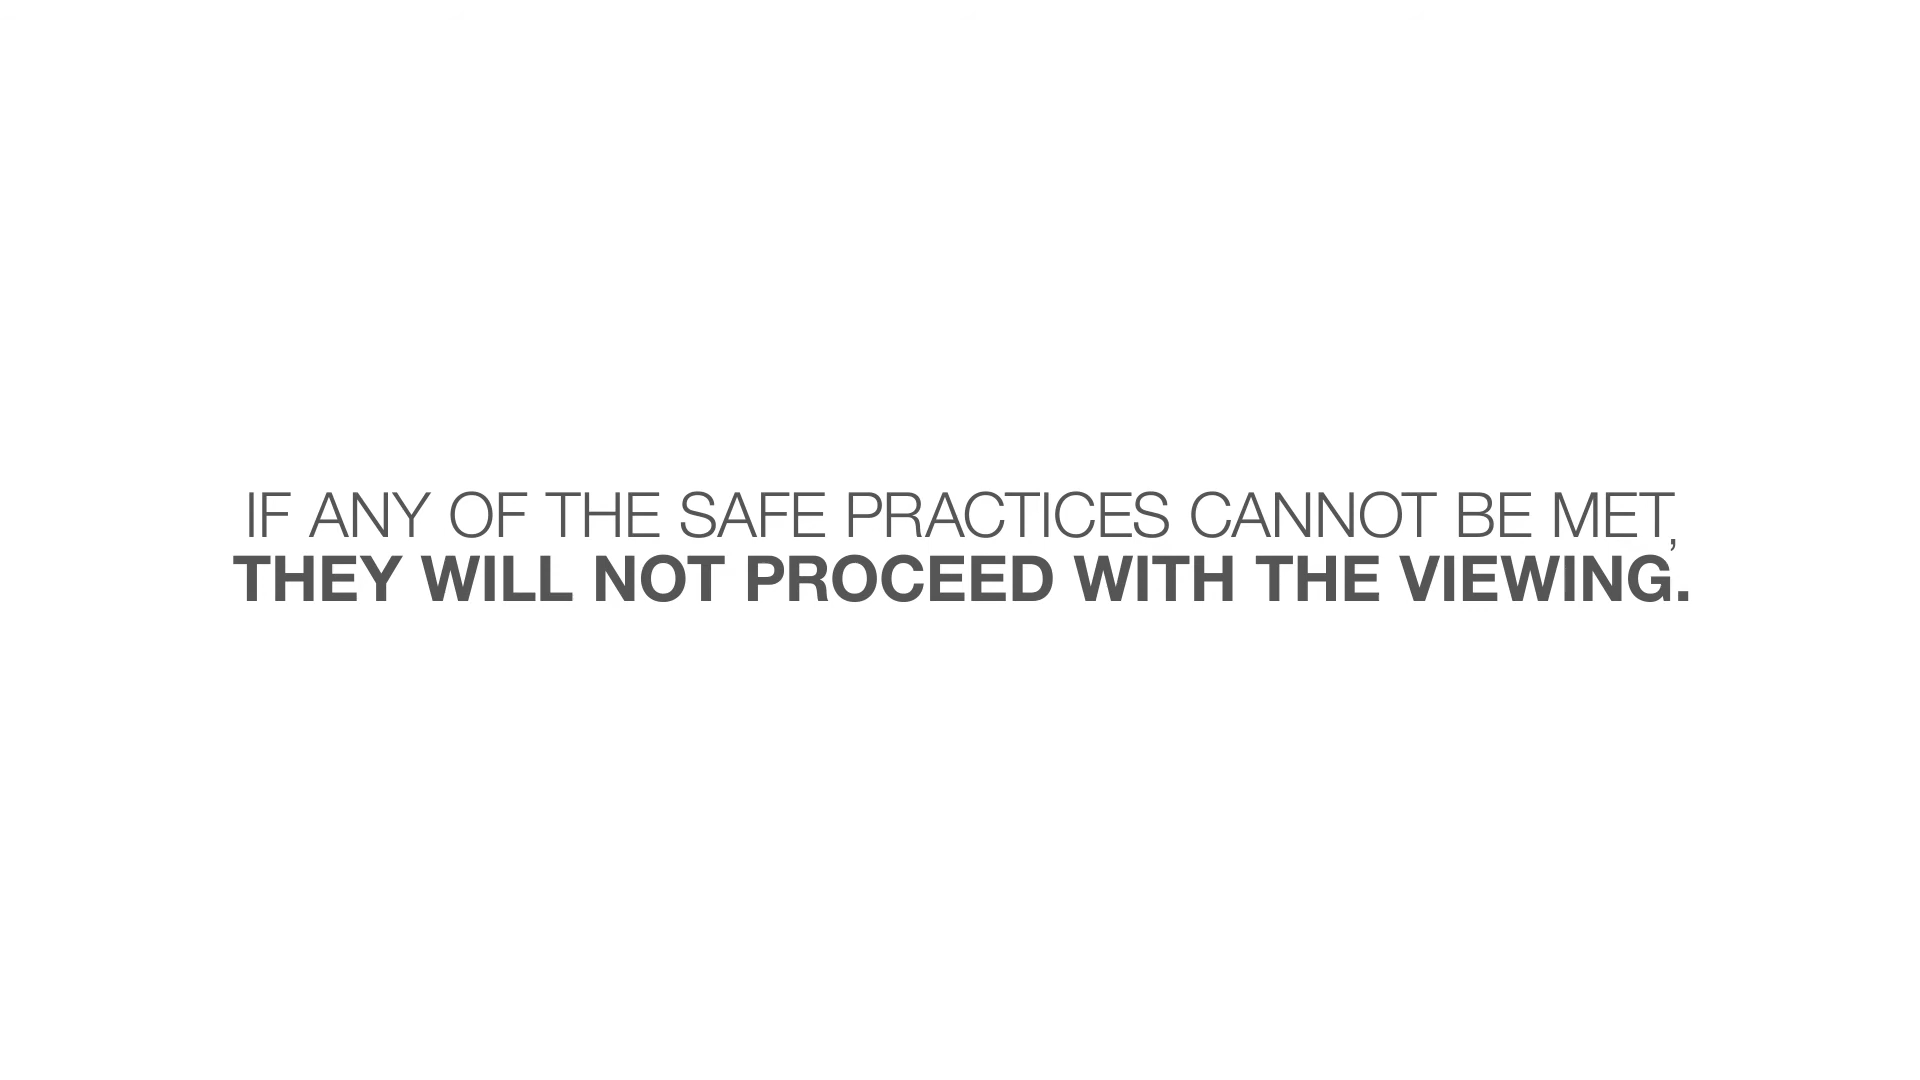 IF ANY OF THE SAFE PRACTICES CANNOT BE MET,
THEY WILL NOT PROCEED WITH THE VIEWING.